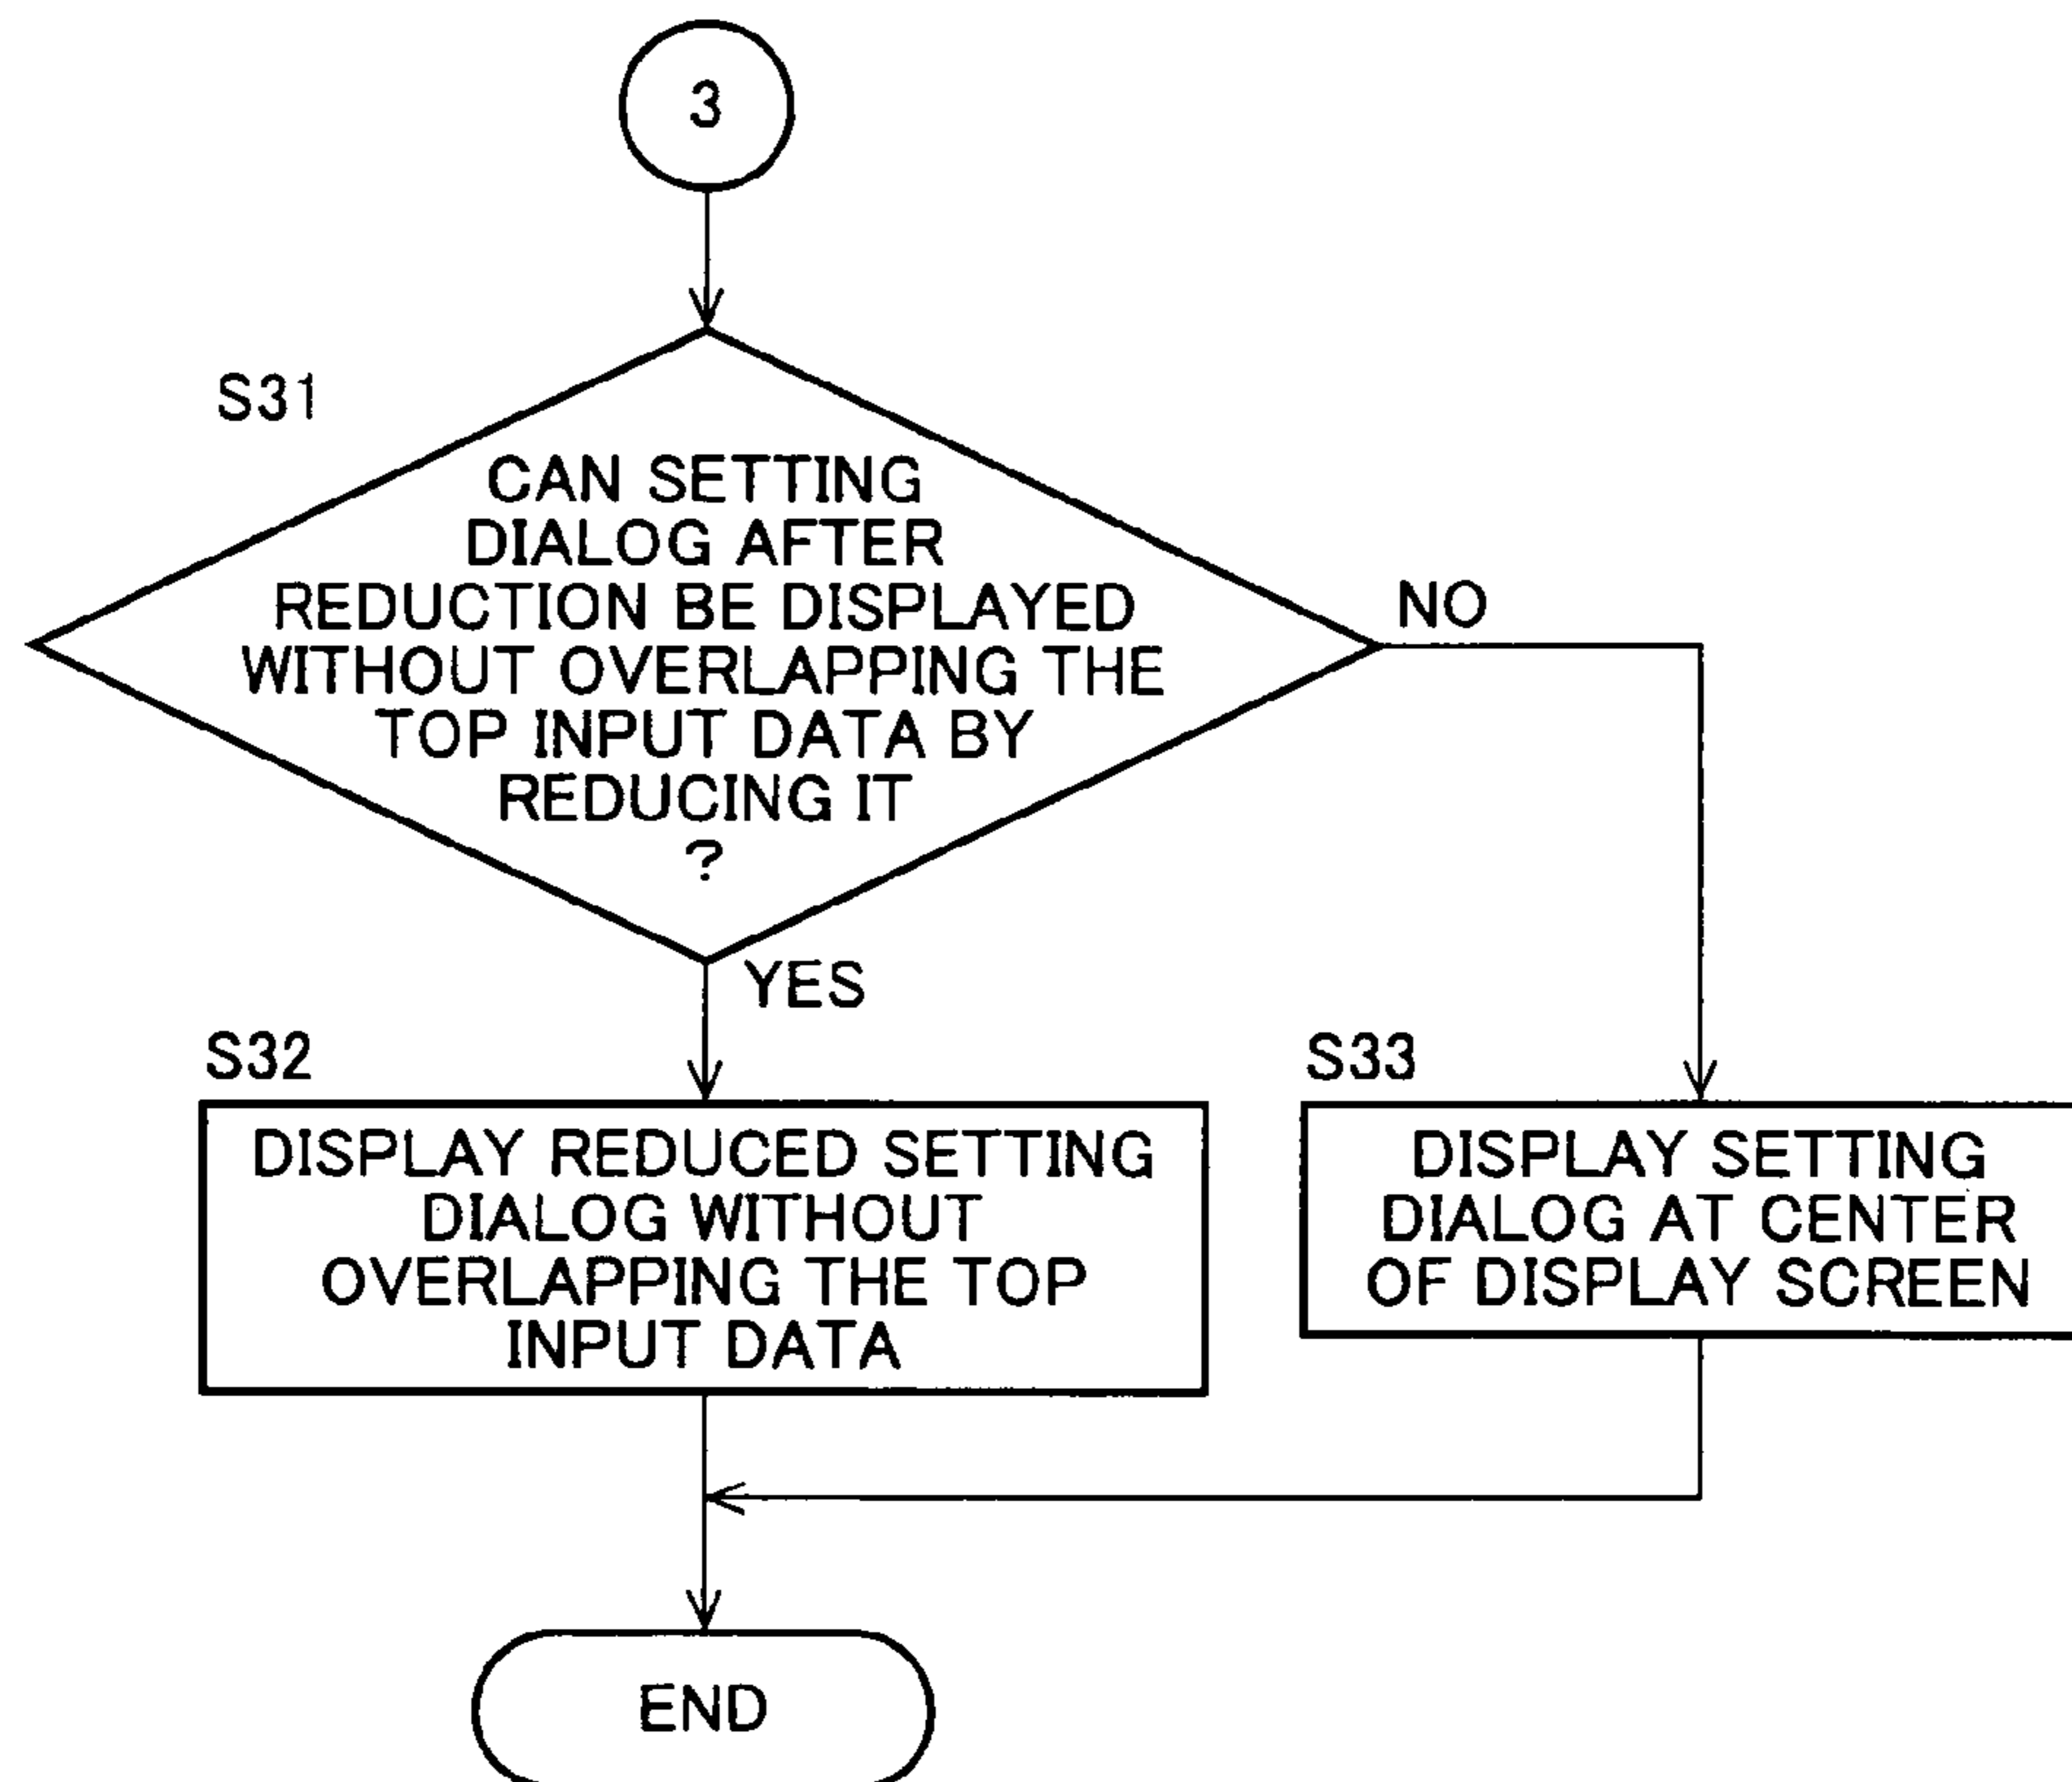 3
S31
CAN SETTING
DIALOG AFTER
REDUCTION BE DISPLAYED
WITHOUT OVERLAPPING THE
TOP INPUT DATA BY
REDUCING IT
?
NO
YES
S32
DISPLAY REDUCED SETTING
DIALOG WITHOUT
OVERLAPPING THE TOP
INPUT DATA
S33
DISPLAY SETTING
DIALOG AT CENTER
OF DISPLAY SCREEN
END